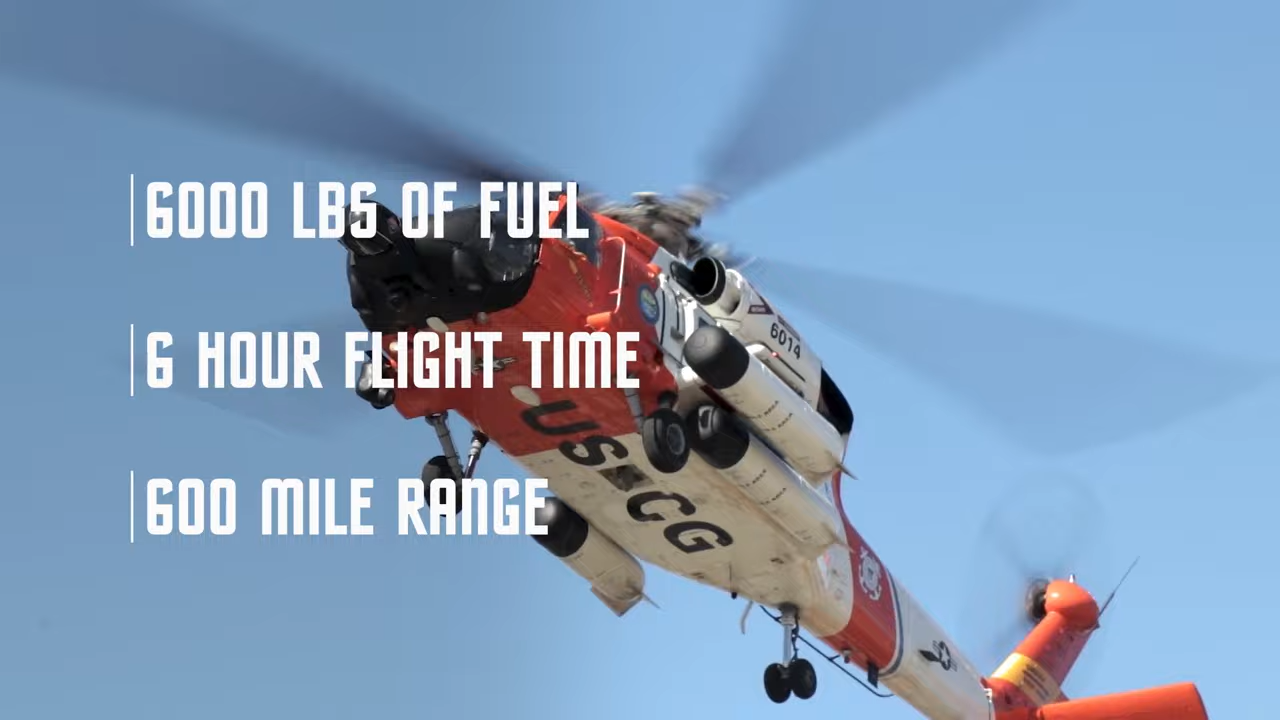 6000 LBS OF FUEL
6 HOUR FLIGHT TIME
600 MILE RANGE
6014
USCG